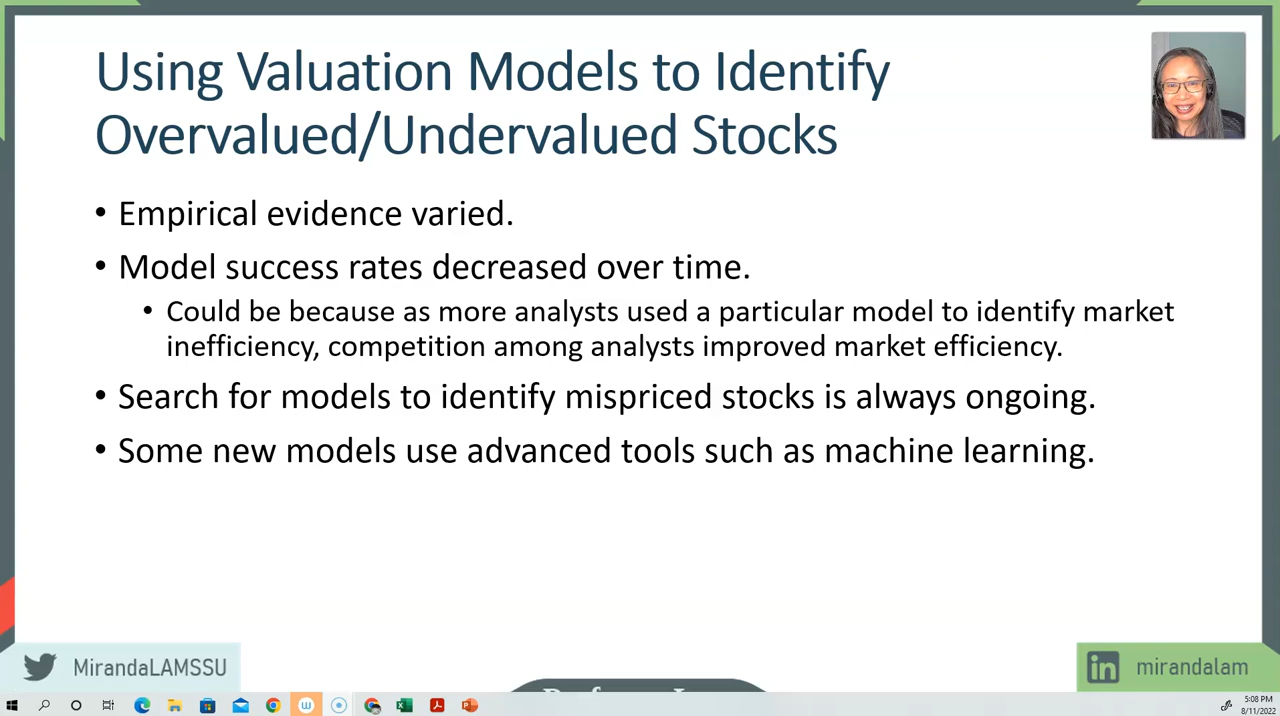 Using Valuation Models to Identify
Overvalued/Undervalued Stocks
• Empirical evidence varied.
• Model success rates decreased over time.
• Could be because as more analysts used a particular model to identify market
inefficiency, competition among analysts improved market efficiency.
• Search for models to identify mispriced stocks is always ongoing.
• Some new models use advanced tools such as machine learning.
MirandaLAMSSU
in mirandalam
5:08 PM
8/11/2022